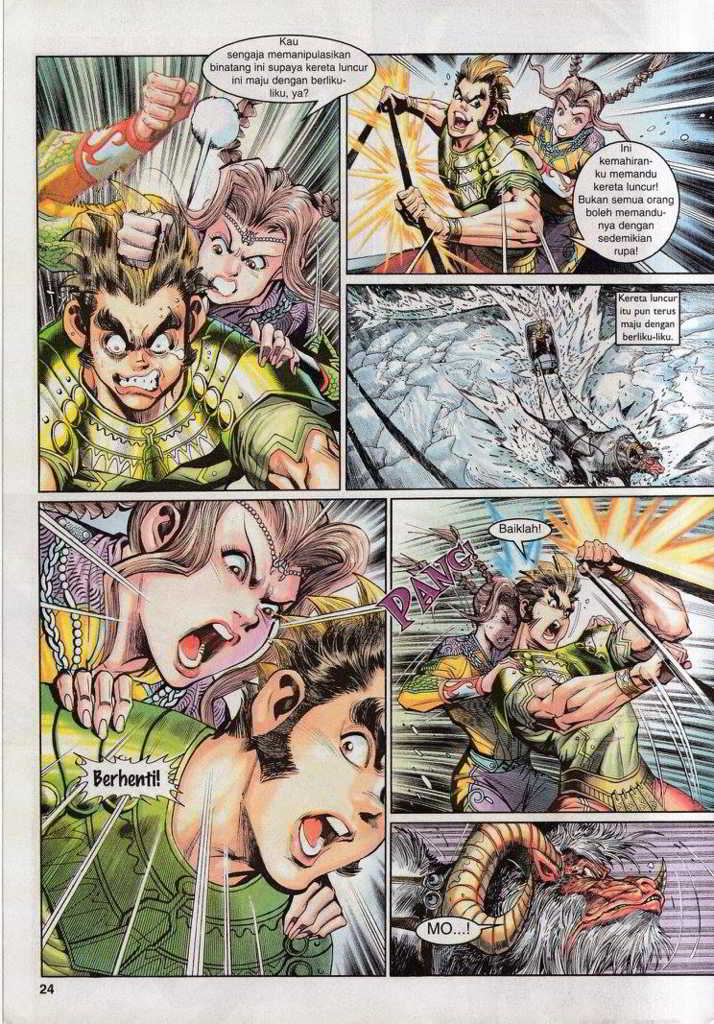 Kau
sengaja memanipulasikan
binatang ini supaya kereta luncur
ini maju dengan berliku-
liku, ya?
Ini
kemahiran-
ku memandu
kereta luncur!
Bukan semua
boleh memandu-
nya dengan
sedemikian
rupa!
Kereta luncur
itu pun terus
maju dengan
berliku-liku.
Berhenti!
Baiklah!
PANG!
MO...!
24